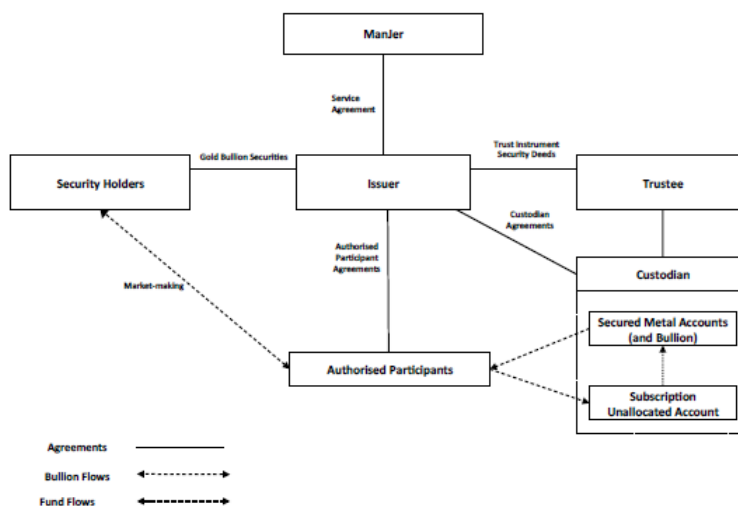 ManJer
Service
Agreement
Gold Bullion Securities
Trust Instrument
Security Deeds
Security Holders
Issuer
Trustee
Custodian
Agreements
Authorised
Participant
Agreements
Custodian
Market-making
Secured Metal Accounts
(and Bullion)
Authorised Participants
Subscription
Unallocated Account
Agreements
Bullion Flows
Fund Flows